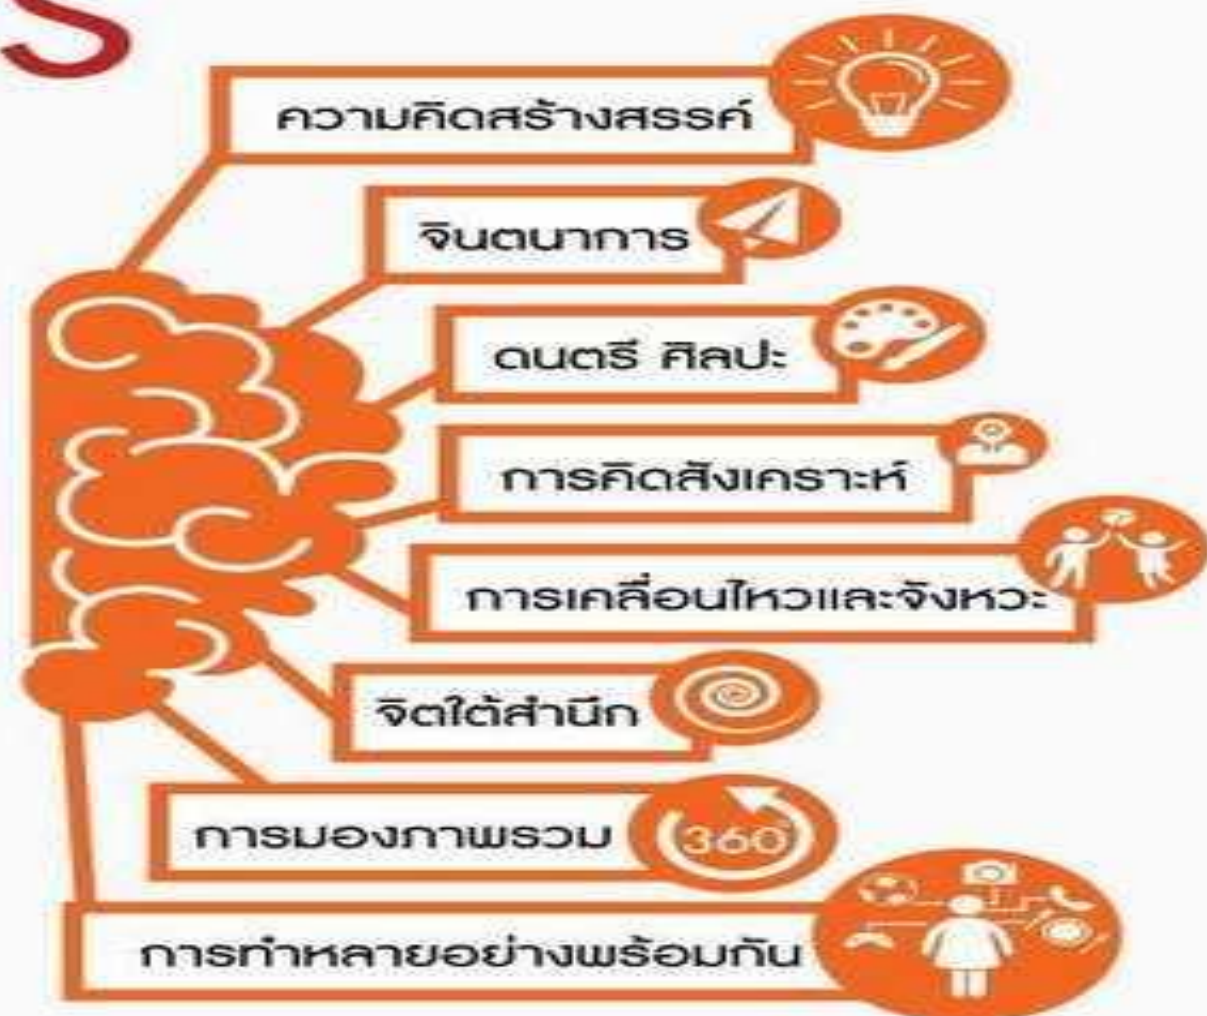 ความคิดสร้างสรรค์
จินตนาการ
ดนตรี ศิลปะ
การคิดสังเคราะห์
การเคลื่อนไหวและจังหวะ
จิตใต้สำนึก
การมองภาพรวม
360°
การทำหลายอย่างพร้อมกัน